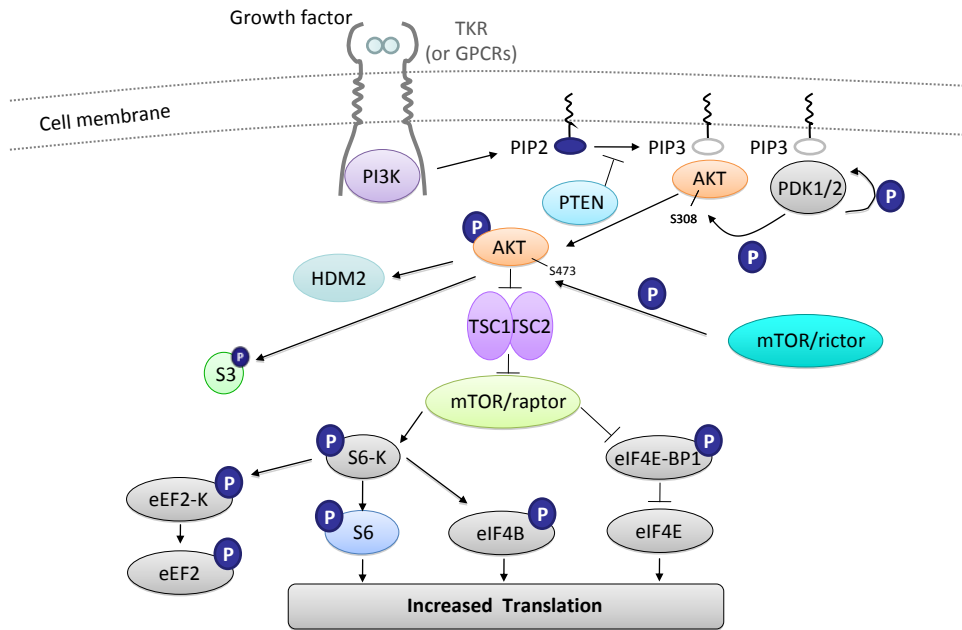 Growth factor
TKR
(or GPCRs)
Cell membrane
PI3K
PIP2
PIP3
PIP3
PTEN
AKT
S308
PDK1/2
P
P
P
AKT
S473
HDM2
P
TSC1
TSC2
mTOR/rictor
S3
P
mTOR/raptor
P
S6-K
eIF4E-BP1
P
eEF2-K
P
P
S6
eIF4B
P
eIF4E
eEF2
P
Increased Translation